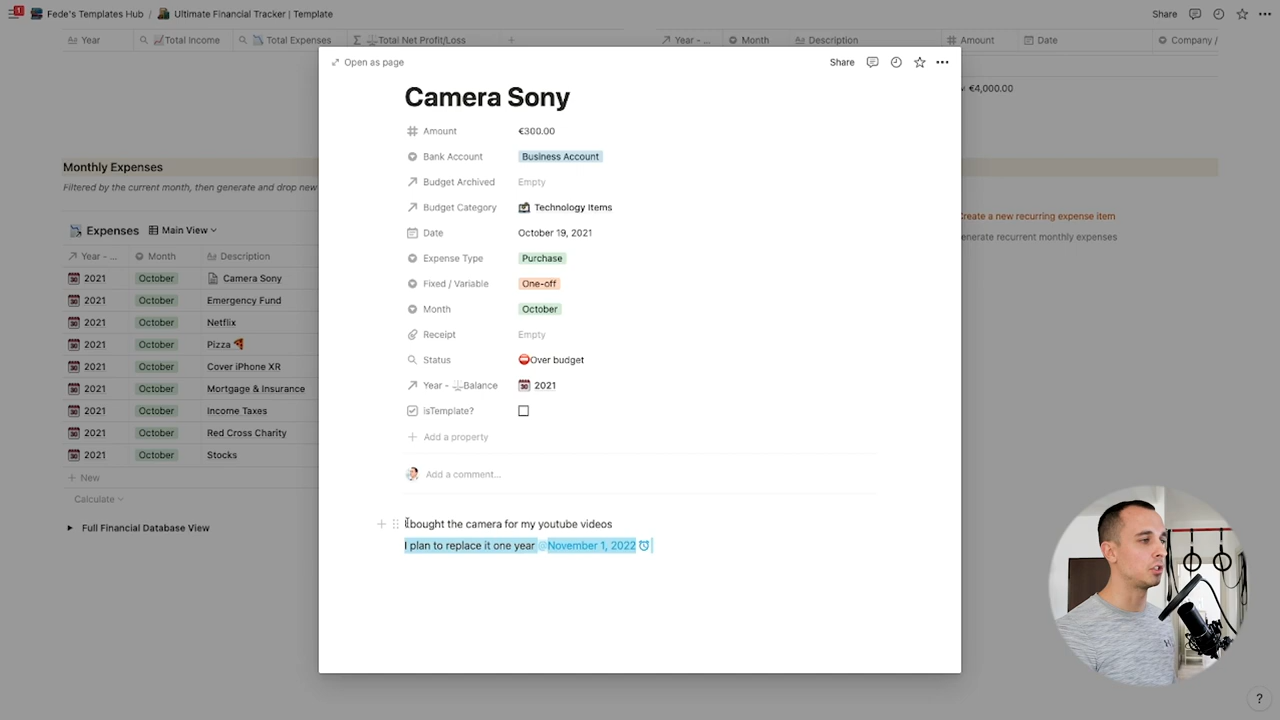 1
Fede's Templates Hub / Ultimate Financial Tracker | Template
Share
Year Total Income Total Expenses Total Net Profit/Loss
Year - ... Month Description Amount Date Company /
€4,000.00
Monthly Expenses
Filtered by the current month, then generate and drop new
Create a new recurring expense item
enerate recurrent monthly expenses
Expenses Main View
Year - ... Month Description
2021 October Camera Sony
2021 October Emergency Fund
2021 October Netflix
2021 October Pizza 🍕
2021 October Cover iPhone XR
2021 October Mortgage & Insurance
2021 October Income Taxes
2021 October Red Cross Charity
2021 October Stocks
New
Calculate
Full Financial Database View
Open as page
Share
Camera Sony
Amount €300.00
Bank Account Business Account
Budget Archived Empty
Budget Category Technology Items
Date October 19, 2021
Expense Type Purchase
Fixed / Variable One-off
Month October
Receipt Empty
Status ⛔Over budget
Year - Balance 2021
isTemplate?
Add a property
Add a comment...
I bought the camera for my youtube videos
I plan to replace it one year @November 1, 2022
?